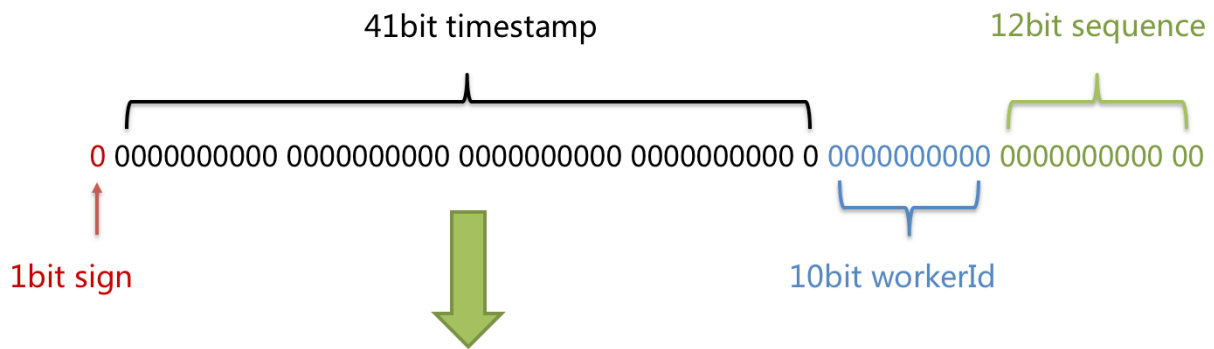 41bit timestamp
12bit sequence
0 0000000000 0000000000 0000000000 0000000000 0 0000000000 0000000000 00
1bit sign
10bit workerId